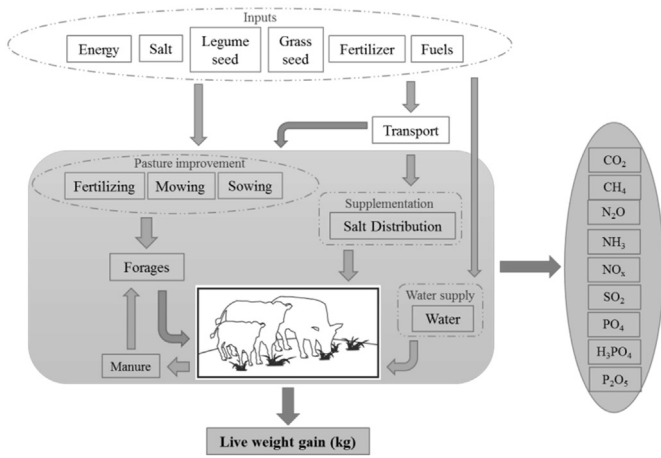 Inputs
Energy
Salt
Legume
seed
Grass
seed
Fertilizer
Fuels
Transport
Pasture improvement
Fertilizing
Mowing
Sowing
Supplementation
Salt Distribution
Forages
Water supply
Water
Manure
Live weight gain (kg)
CO₂
CH₄
N₂O
NH₃
NOₓ
SO₂
PO₄
H₃PO₄
P₂O₅